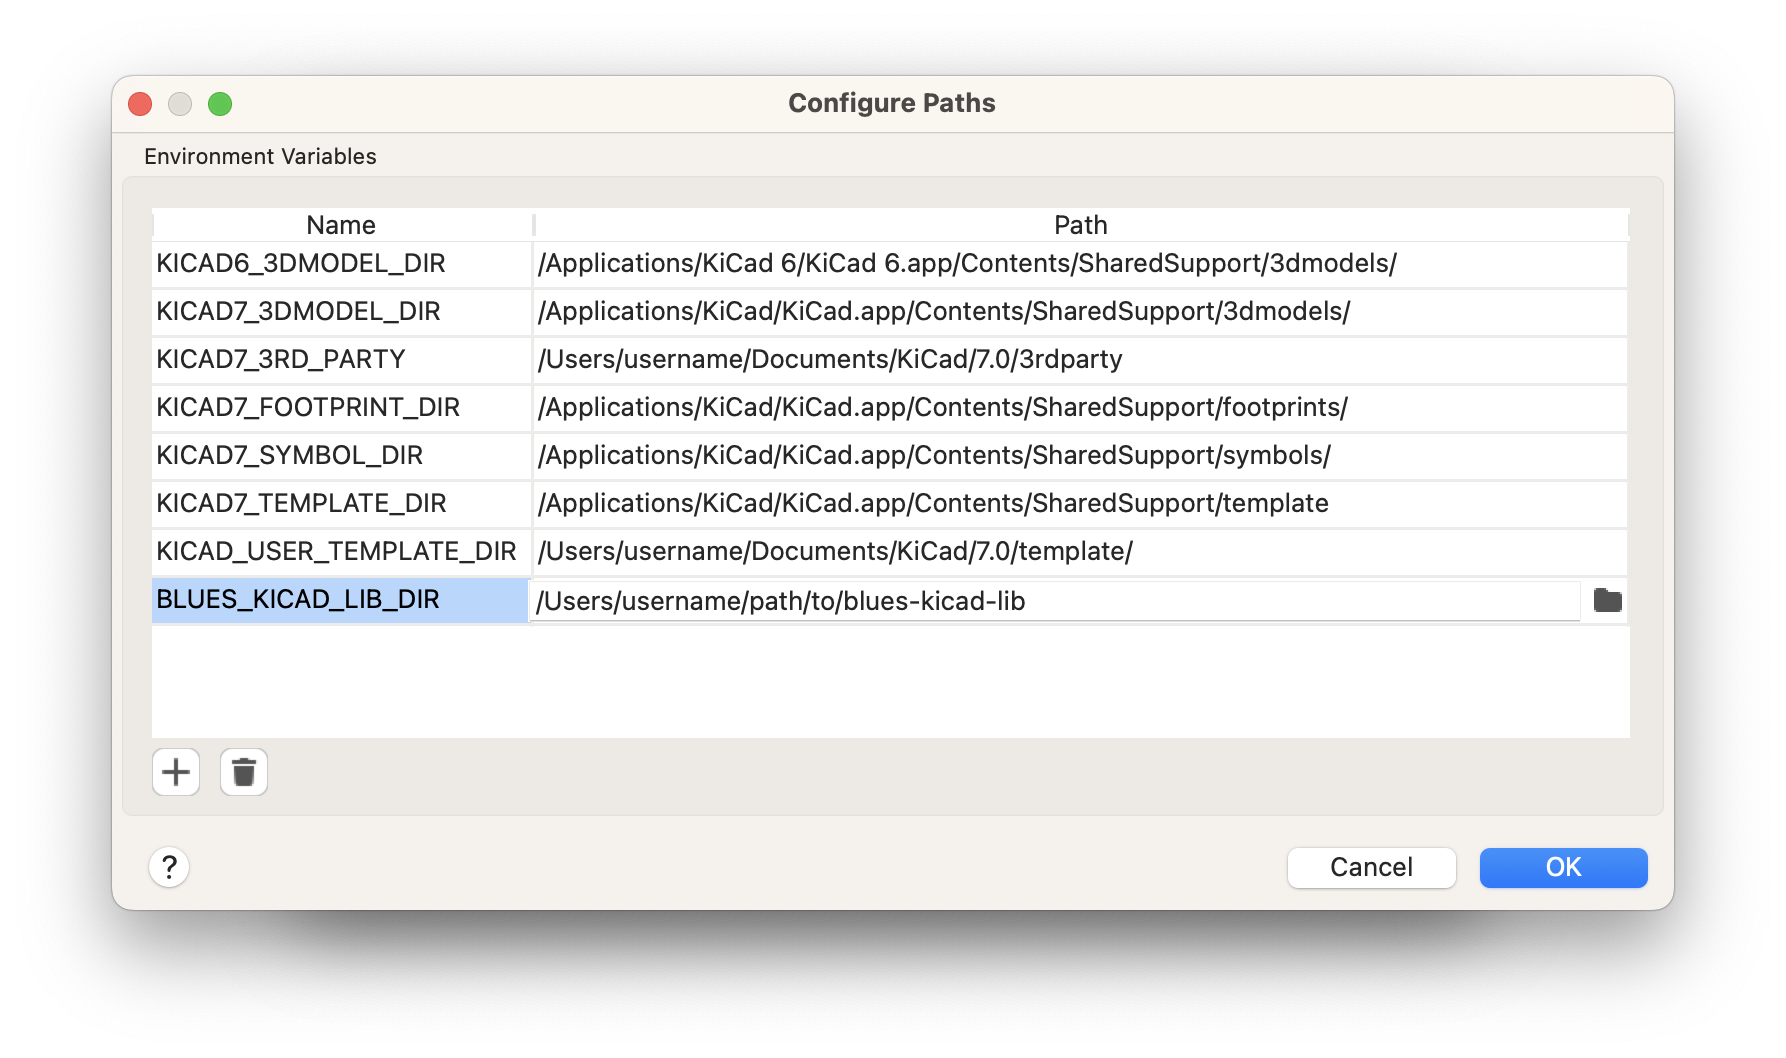 Configure Paths
Environment Variables
Name Path
KICAD6_3DMODEL_DIR /Applications/KiCad 6/KiCad 6.app/Contents/SharedSupport/3dmodels/
KICAD7_3DMODEL_DIR /Applications/KiCad/KiCad.app/Contents/SharedSupport/3dmodels/
KICAD7_3RD_PARTY /Users/username/Documents/KiCad/7.0/3rdparty
KICAD7_FOOTPRINT_DIR /Applications/KiCad/KiCad.app/Contents/SharedSupport/footprints/
KICAD7_SYMBOL_DIR /Applications/KiCad/KiCad.app/Contents/SharedSupport/symbols/
KICAD7_TEMPLATE_DIR /Applications/KiCad/KiCad.app/Contents/SharedSupport/template
KICAD_USER_TEMPLATE_DIR /Users/username/Documents/KiCad/7.0/template/
BLUES_KICAD_LIB_DIR /Users/username/path/to/blues-kicad-lib
? Cancel OK